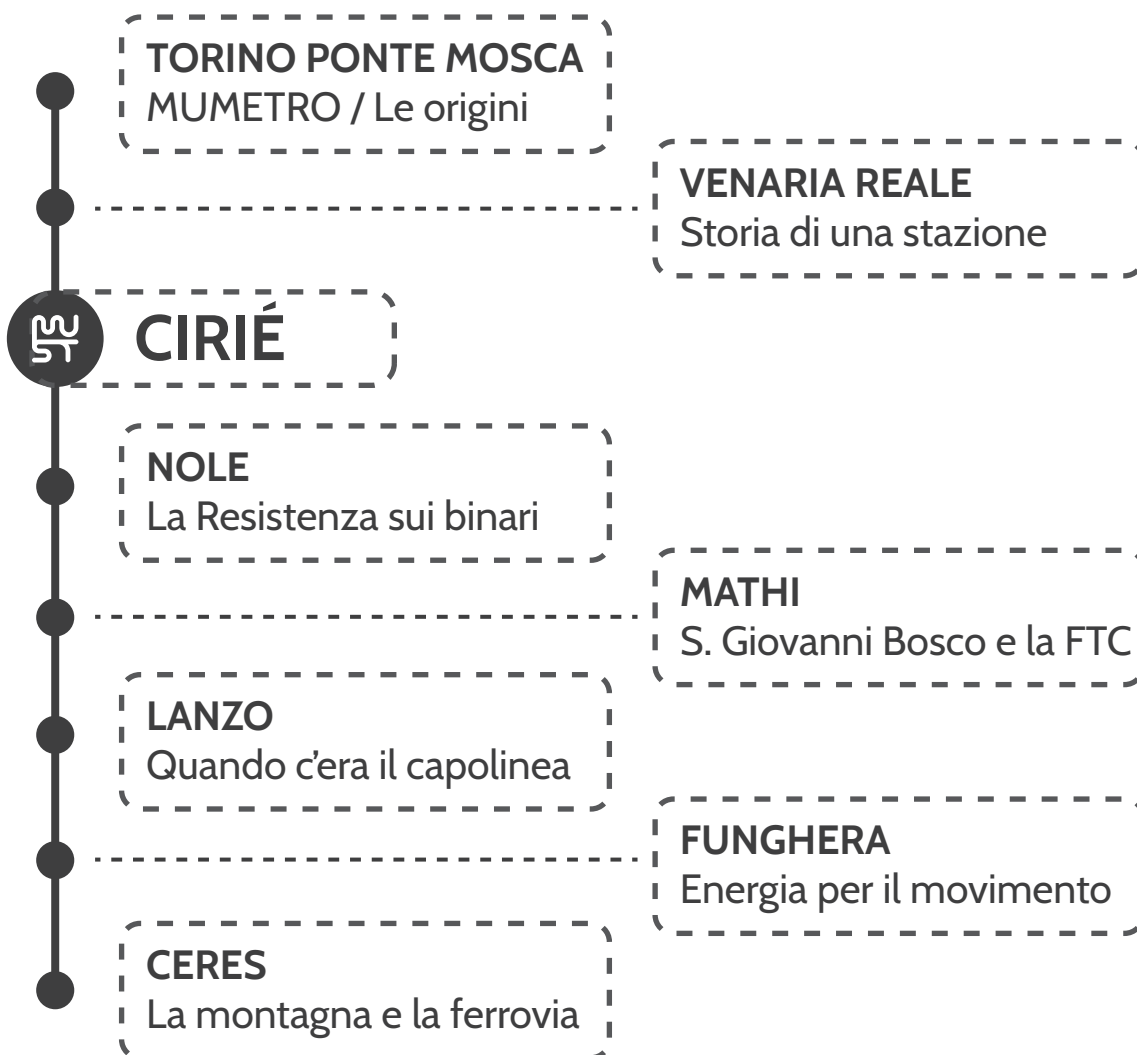 TORINO PONTE MOSCA
MUMETRO / Le origini
VENARIA REALE
Storia di una stazione
MUST
CIRIÉ
NOLE
La Resistenza sui binari
MATHI
S. Giovanni Bosco e la FTC
LANZO
Quando c'era il capolinea
FUNGHERA
Energia per il movimento
CERES
La montagna e la ferrovia